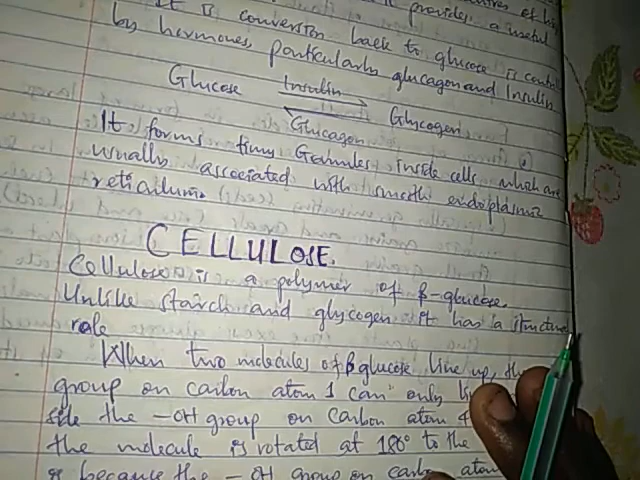 provides a useful
It is conversion back to glucose is contr
by hormones, particularly glucagon and Insulin
Glucose Insulin Glycogen
Glucagon
It forms tiny Granules inside cells which are
usually associated with smooth endoplasmic
reticulum.
CELLULOSE.
Cellulose is a polymer of β-glucose.
Unlike starch and glycogen it has a structural
role
When two molecules of β glucose line up, the
group on carbon atom 1 can only li
side the -OH group on carbon atom 4
the molecule is rotated at 180° to the
is because the -OH group on carbon atom